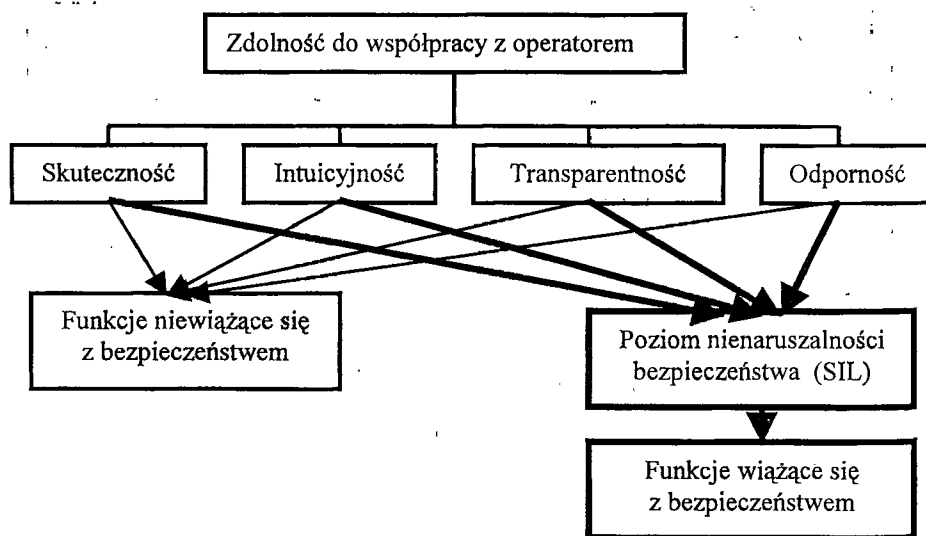 Zdolność do współpracy z operatorem
Skuteczność
Intuicyjność
Transparentność
Odporność
Funkcje niewiążące się
z bezpieczeństwem
Poziom nienaruszalności
bezpieczeństwa (SIL)
Funkcje wiążące się
z bezpieczeństwem